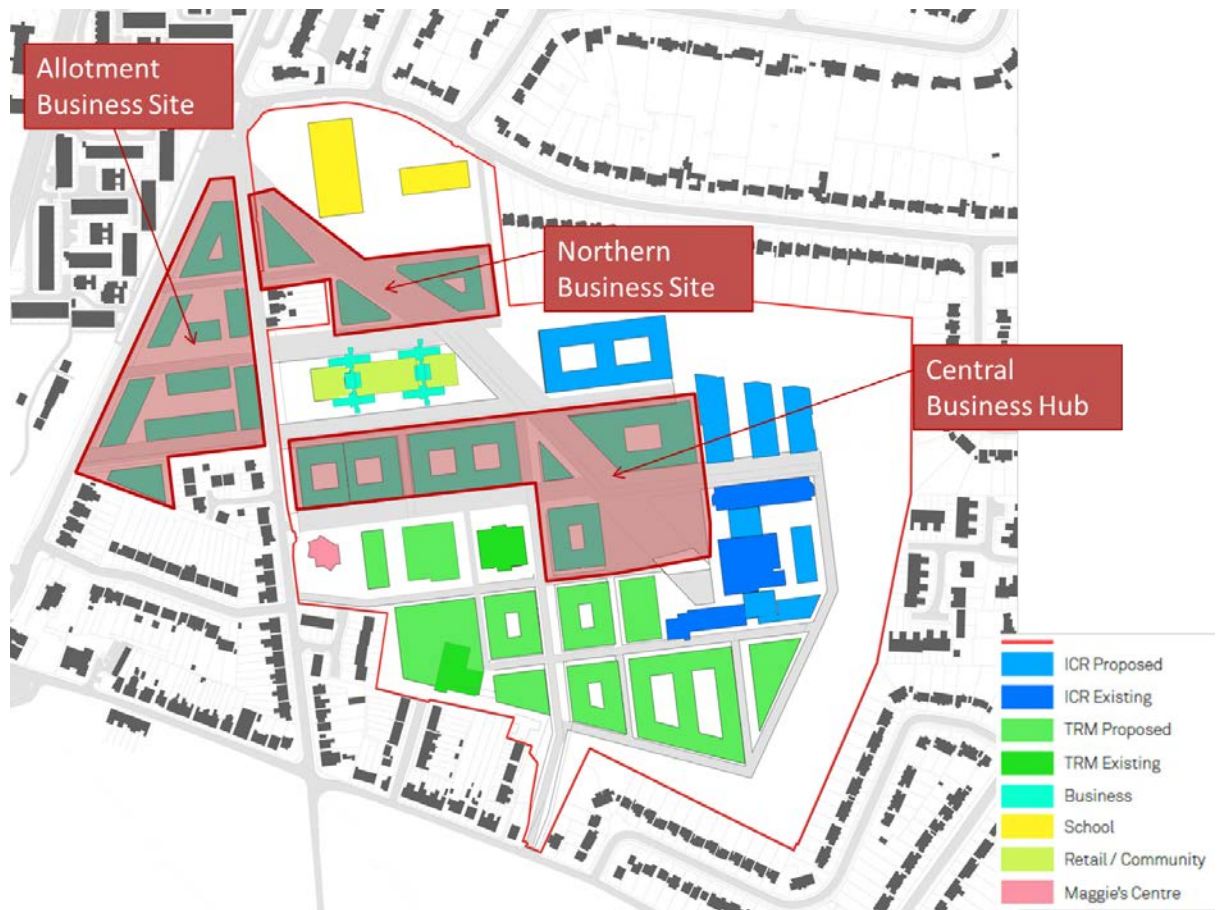 Allotment
Business Site
Northern
Business Site
Central
Business Hub
ICR Proposed
ICR Existing
TRM Proposed
TRM Existing
Business
School
Retail / Community
Maggie's Centre